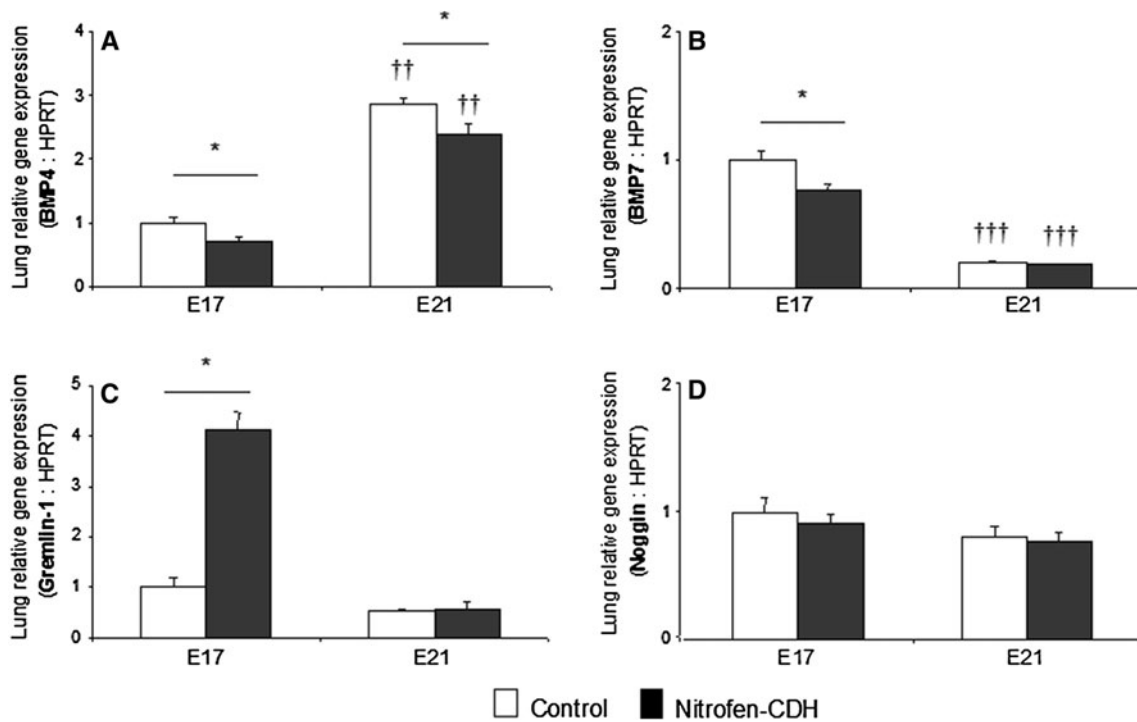 A
Lung relative gene expression
(BMP4 : HPRT)
4
3
2
1
0
*
*
††
††
E17
E21
B
Lung relative gene expression
(BMP7 : HPRT)
2
1
0
*
†††
†††
E17
E21
C
Lung relative gene expression
(Gremlin-1 : HPRT)
5
4
3
2
1
0
*
E17
E21
D
Lung relative gene expression
(Noggin : HPRT)
2
1
0
E17
E21
Control
Nitrofen-CDH